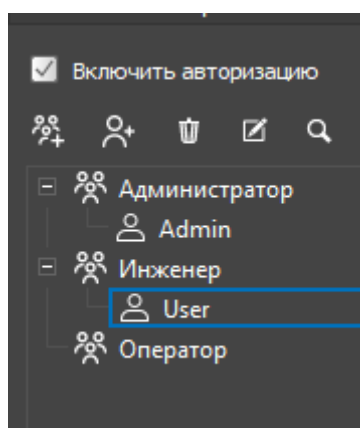 Включить авторизацию
Администратор
Admin
Инженер
User
Оператор